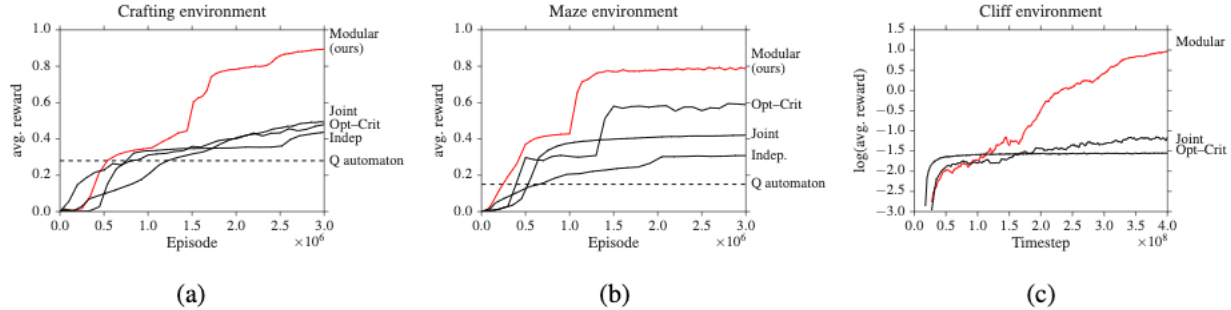 Crafting environment
avg. reward
1.0
0.8
0.6
0.4
0.2
0.0
0.0 0.5 1.0 1.5 2.0 2.5 3.0
Episode ×10⁶
Modular
(ours)
Joint
Opt–Crit
Indep
Q automaton
(a)
Maze environment
avg. reward
1.0
0.8
0.6
0.4
0.2
0.0
0.0 0.5 1.0 1.5 2.0 2.5 3.0
Episode ×10⁶
Modular
(ours)
Opt–Crit
Joint
Indep.
Q automaton
(b)
Cliff environment
log(avg. reward)
1.5
1.0
0.5
0.0
−0.5
−1.0
−1.5
−2.0
−2.5
−3.0
0.0 0.5 1.0 1.5 2.0 2.5 3.0 3.5 4.0
Timestep ×10⁸
Modular
Joint
Opt–Crit
(c)